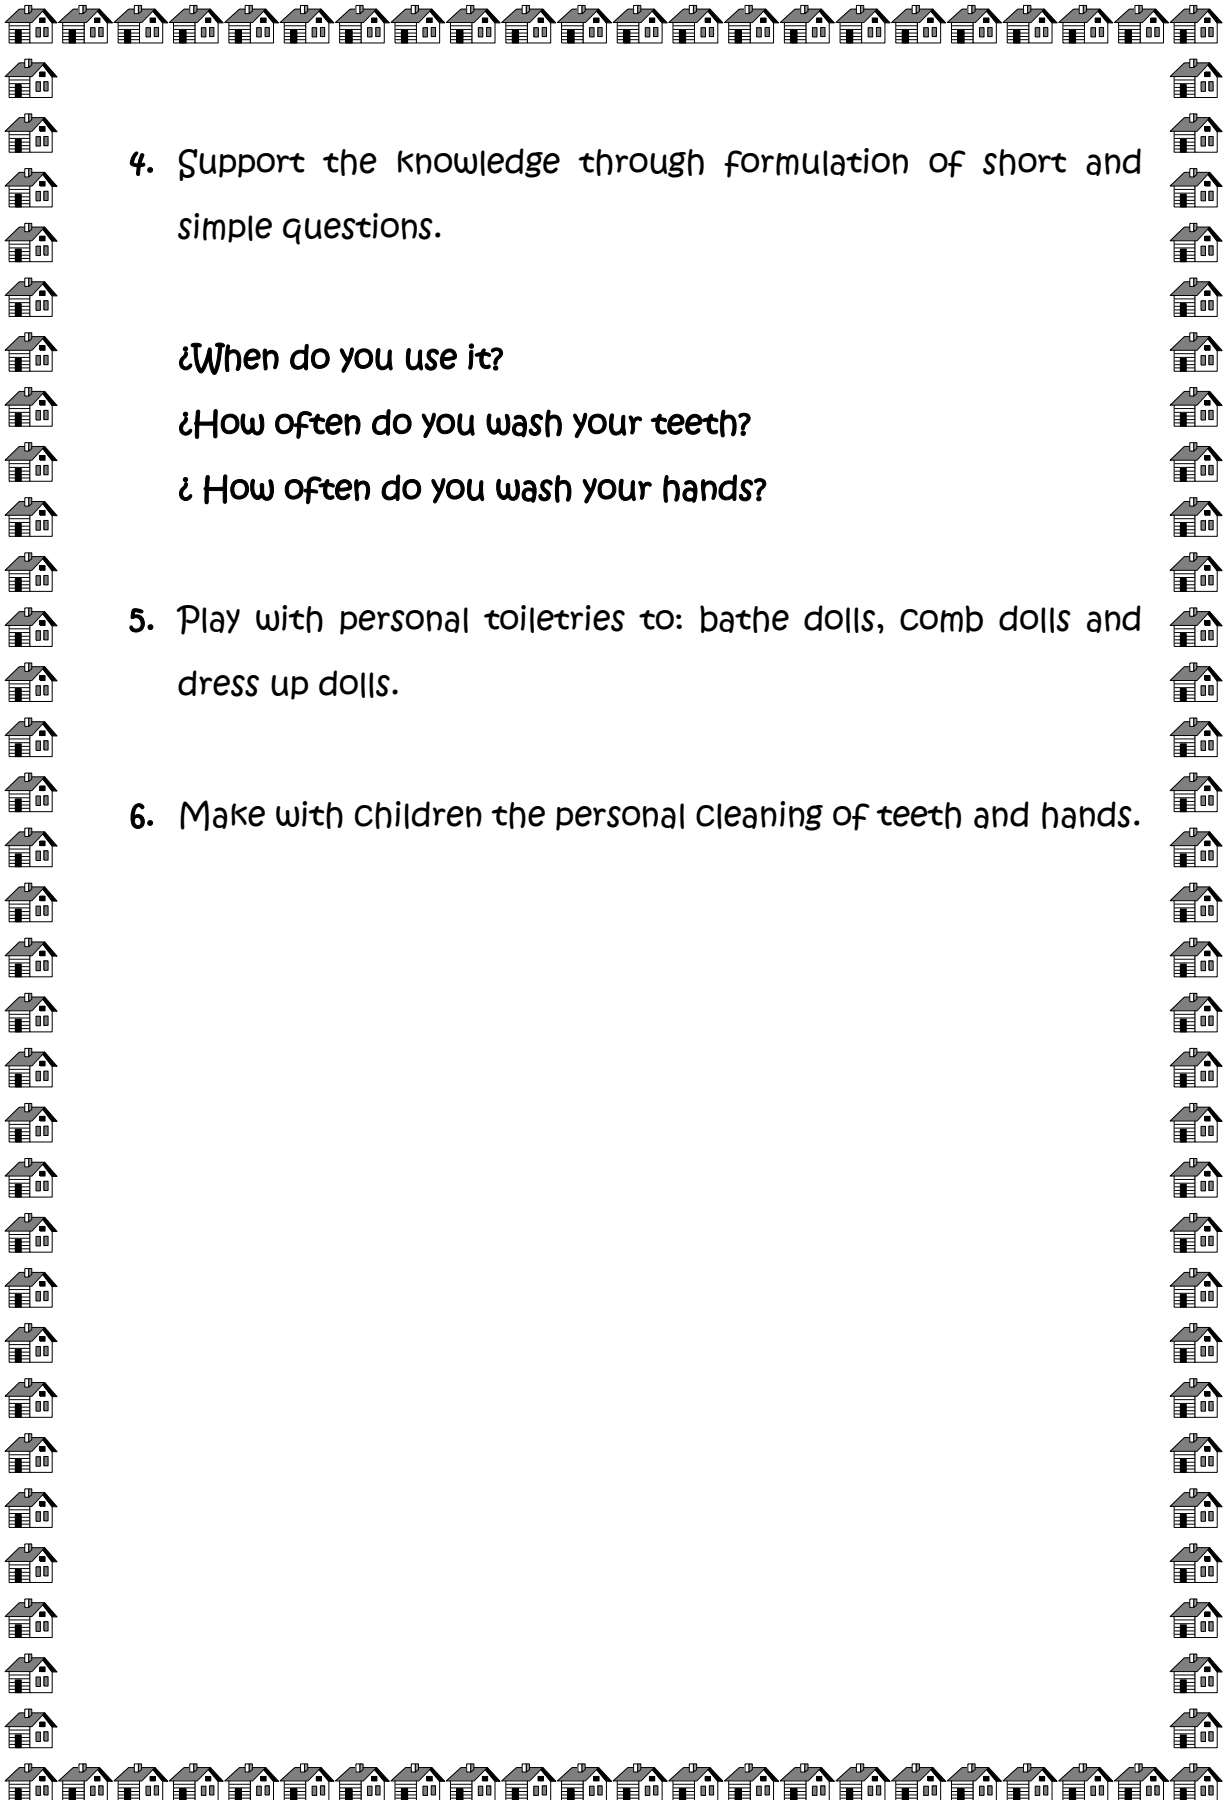 4. Support the knowledge through formulation of short and
simple questions.
¿When do you use it?
¿How often do you wash your teeth?
¿ How often do you wash your hands?
5. Play with personal toiletries to: bathe dolls, comb dolls and
dress up dolls.
6. Make with children the personal cleaning of teeth and hands.